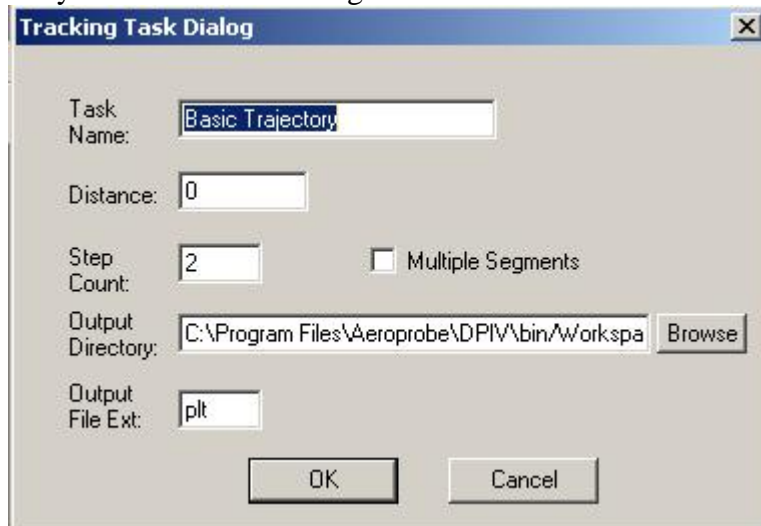 Tracking Task Dialog
Task
Name:
Basic Trajectory
Distance:
0
Step
Count:
2
Multiple Segments
Output
Directory:
C:\Program Files\Aeroprobe\DPIV\bin/Workspa
Browse
Output
File Ext:
plt
OK
Cancel